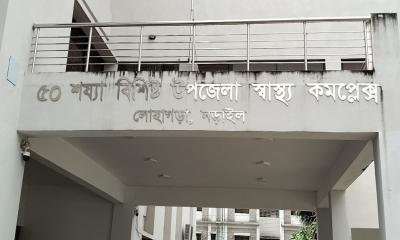 ৫০ শয্যা বিশিষ্ট উপজেলা স্বাস্থ্য কমপ্লেক্স
লোহাগড়া, নড়াইল